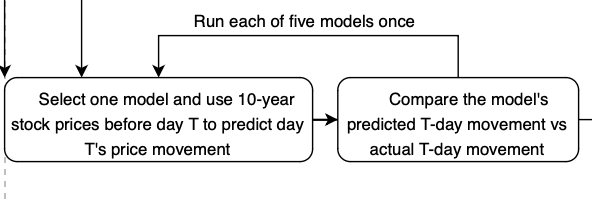 Run each of five models once
Select one model and use 10-year
stock prices before day T to predict day
T's price movement
Compare the model's
predicted T-day movement vs
actual T-day movement